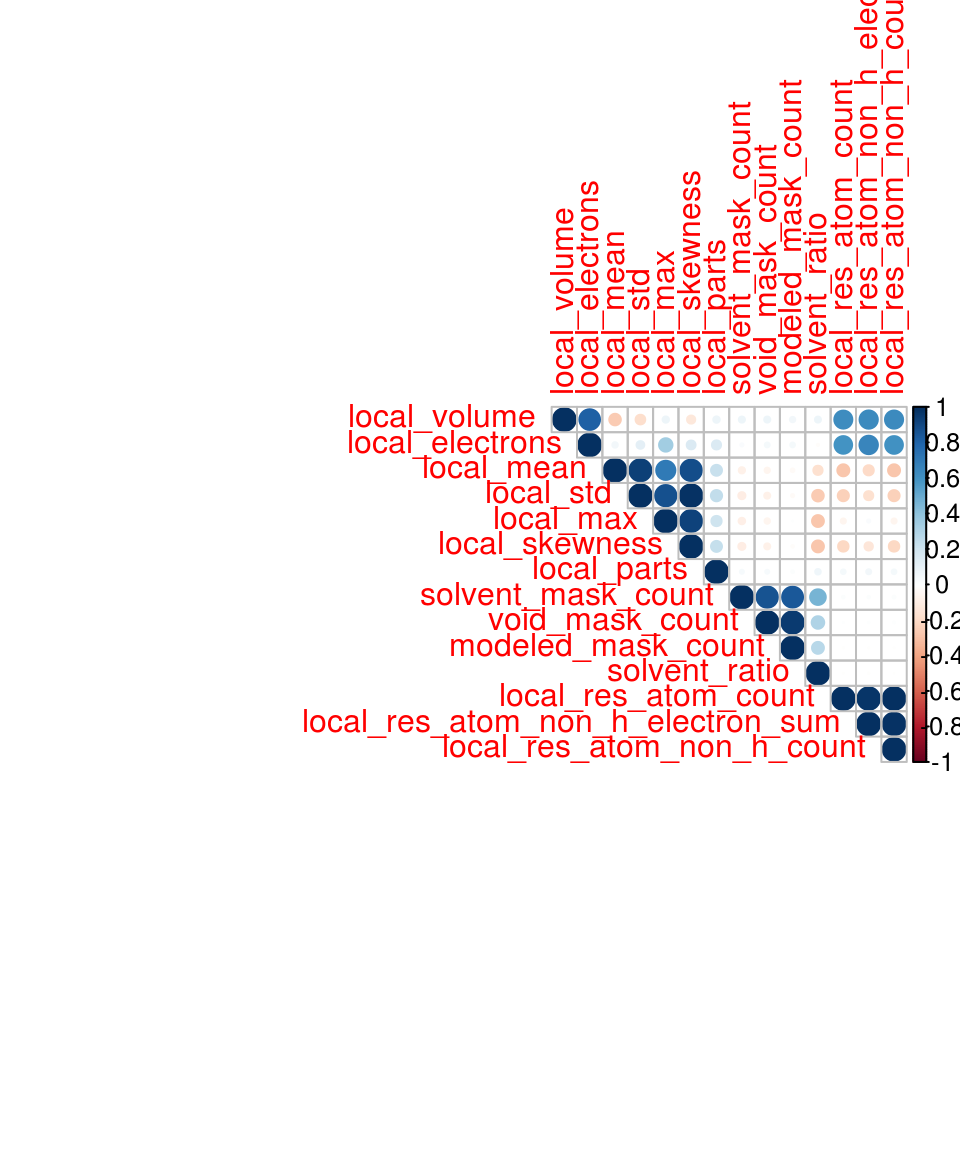 local_volume
local_electrons
local_mean
local_std
local_max
local_skewness
local_parts
solvent_mask_count
void_mask_count
modeled_mask_count
solvent_ratio
local_res_atom_count
local_res_atom_non_h_elec
local_res_atom_non_h_cou
local_volume
local_electrons
local_mean
local_std
local_max
local_skewness
local_parts
solvent_mask_count
void_mask_count
modeled_mask_count
solvent_ratio
local_res_atom_count
local_res_atom_non_h_electron_sum
local_res_atom_non_h_count
1
0.8
0.6
0.4
0.2
0
-0.2
-0.4
-0.6
-0.8
-1